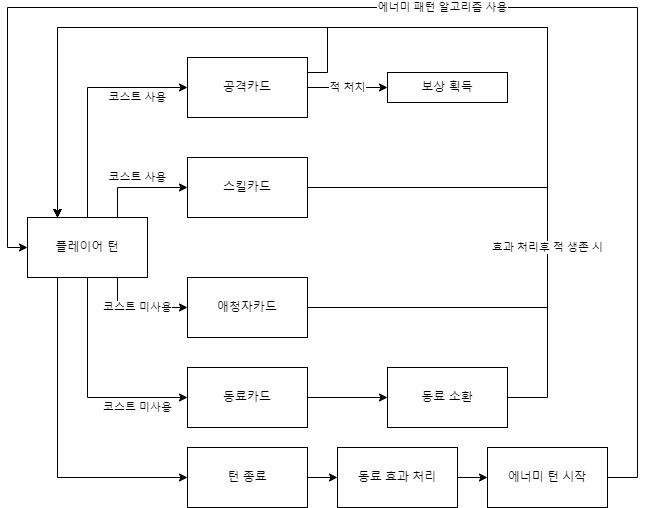 에너미 패턴 알고리즘 사용
공격카드
적 처치
보상 획득
코스트 사용
코스트 사용
스킬카드
플레이어 턴
효과 처리후 적 생존 시
코스트 미사용
애청자카드
코스트 미사용
동료카드
동료 소환
턴 종료
동료 효과 처리
에너미 턴 시작